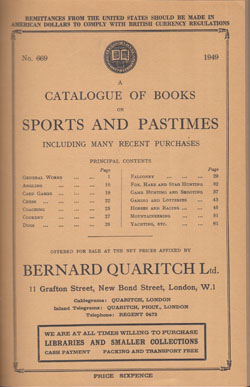 REMITTANCES FROM THE UNITED STATES SHOULD BE MADE IN
AMERICAN DOLLARS TO COMPLY WITH BRITISH CURRENCY REGULATIONS
No. 669 1949
A
CATALOGUE OF BOOKS
ON
SPORTS AND PASTIMES
INCLUDING MANY RECENT PURCHASES
PRINCIPAL CONTENTS
Page Page
GENERAL WORKS ... ... 1 FALCONRY ... ... 29
ANGLING ... ... 15 FOX, HARE AND STAG HUNTING 32
CARD GAMES ... ... 19 GAME HUNTING AND SHOOTING 37
CHESS ... ... 22 GAMING AND LOTTERIES 43
COACHING ... ... 25 HORSES AND RACING ... 45
CRICKET ... ... 27 MOUNTAINEERING ... 51
DOGS ... ... 28 YACHTING, ETC. ... 61
OFFERED FOR SALE AT THE NET PRICES AFFIXED BY
BERNARD QUARITCH Ltd.
11 Grafton Street, New Bond Street, London, W.1
Cablegrams: QUARITCH, LONDON
Inland Telegrams: QUARITCH, PICCY, LONDON
Telephone: REGENT 0473
WE ARE AT ALL TIMES WILLING TO PURCHASE
LIBRARIES AND SMALLER COLLECTIONS
CASH PAYMENT PACKING AND TRANSPORT FREE
PRICE SIXPENCE